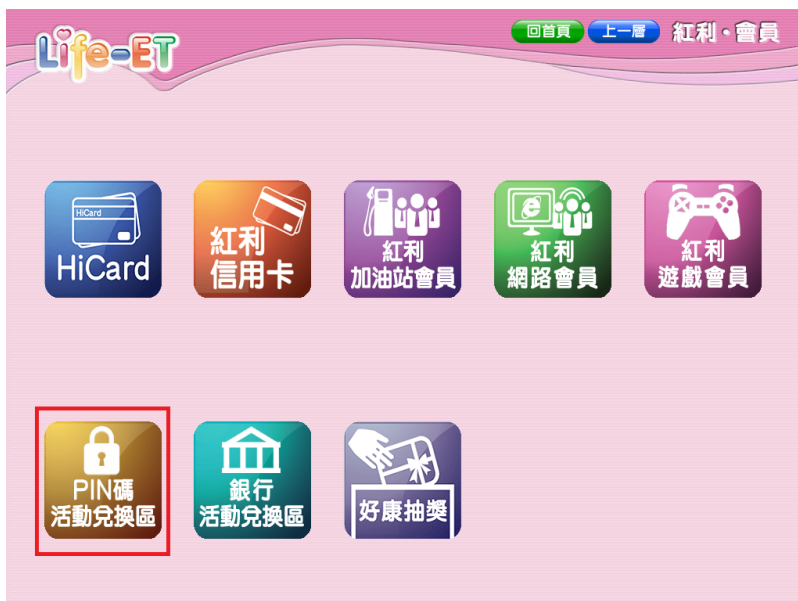 Life-ET
回首頁 上一層 紅利・會員
HiCard
HiCard
紅利
信用卡
紅利
加油站會員
紅利
網路會員
紅利
遊戲會員
PIN碼
活動兌換區
銀行
活動兌換區
好康抽獎